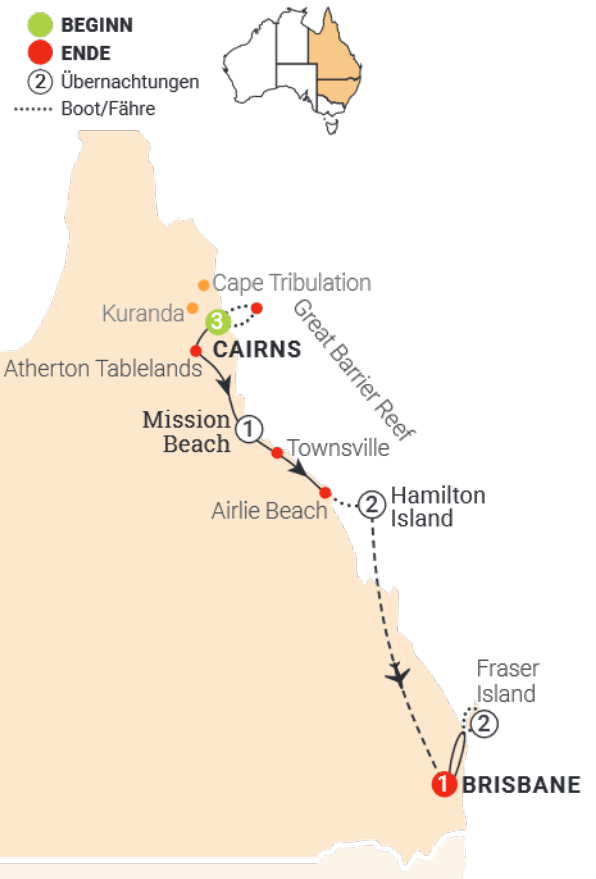 BEGINN
ENDE
2 Übernachtungen
Boot/Fähre
Cape Tribulation
Kuranda
3
CAIRNS
Great Barrier Reef
Atherton Tablelands
Mission
Beach
1
Townsville
Airlie Beach
2
Hamilton
Island
Fraser
Island
2
1
BRISBANE